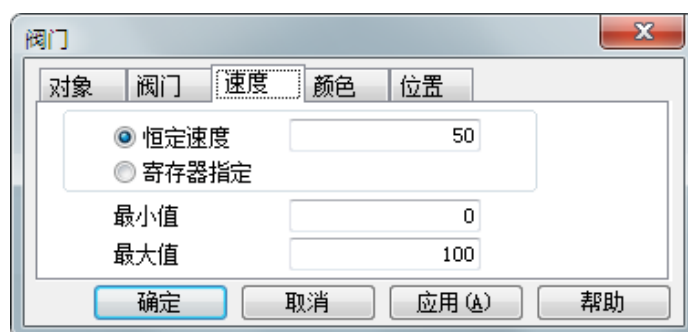 阀门
对象 阀门 速度 颜色 位置
恒定速度 50
寄存器指定
最小值 0
最大值 100
确定 取消 应用(A) 帮助